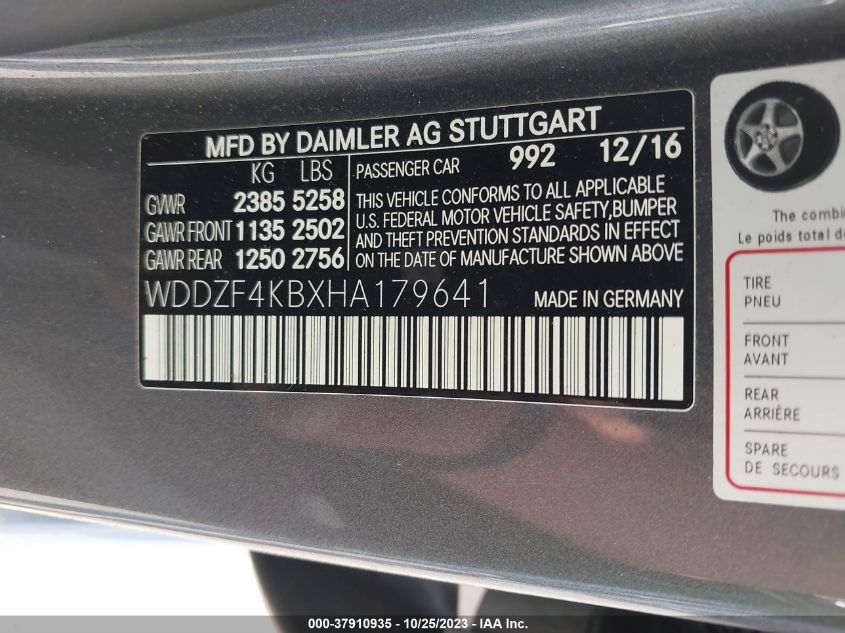 MFD BY DAIMLER AG STUTTGART
KG LBS
GVWR 2385 5258
GAWR FRONT 1135 2502
GAWR REAR 1250 2756
PASSENGER CAR 992 12/16
THIS VEHICLE CONFORMS TO ALL APPLICABLE
U.S. FEDERAL MOTOR VEHICLE SAFETY,BUMPER
AND THEFT PREVENTION STANDARDS IN EFFECT
ON THE DATE OF MANUFACTURE SHOWN ABOVE
WDDZF4KBXHA179641 MADE IN GERMANY
The combin
Le poids total de
TIRE
PNEU
FRONT
AVANT
REAR
ARRIÈRE
SPARE
DE SECOURS
000-37910935 - 10/25/2023 - IAA Inc.